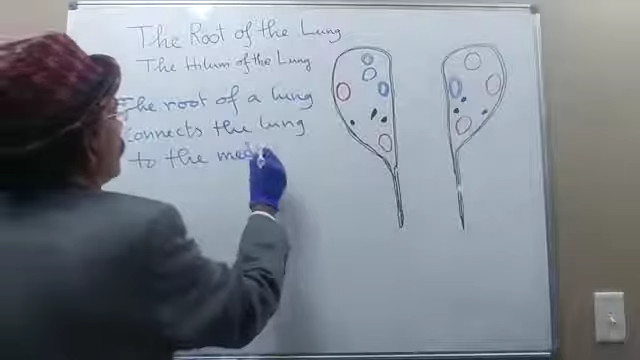 The Root of the Lung
The Hilum of the Lung
The root of a lung
connects the lung
to the med